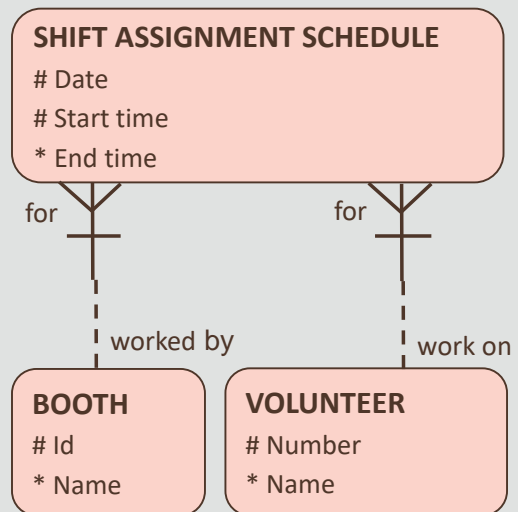 SHIFT ASSIGNMENT SCHEDULE
# Date
# Start time
* End time
for
for
worked by
work on
BOOTH
# Id
* Name
VOLUNTEER
# Number
* Name